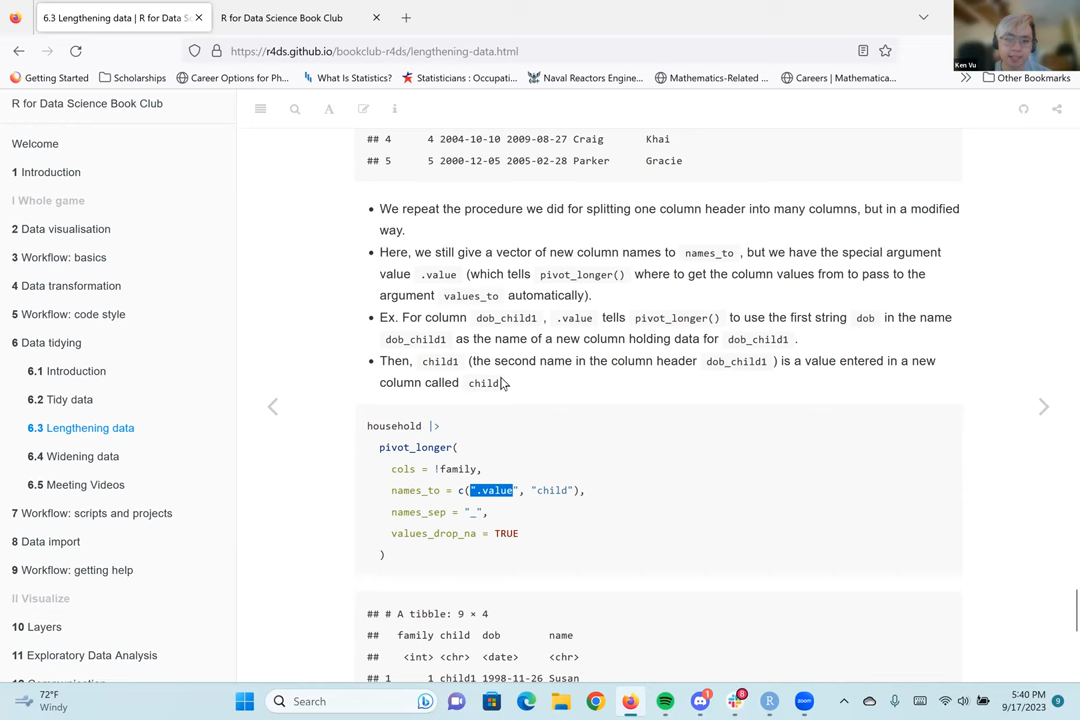 6.3 Lengthening data | R for Data Sc
R for Data Science Book Club
https://r4ds.github.io/bookclub-r4ds/lengthening-data.html
Ken Vu
Getting Started
Scholarships
Career Options for Ph...
What Is Statistics?
Statisticians : Occupati...
Naval Reactors Engine...
Mathematics-Related ...
Careers | Mathematica...
Other Bookmarks
R for Data Science Book Club
Welcome
1 Introduction
I Whole game
2 Data visualisation
3 Workflow: basics
4 Data transformation
5 Workflow: code style
6 Data tidying
6.1 Introduction
6.2 Tidy data
6.3 Lengthening data
6.4 Widening data
6.5 Meeting Videos
7 Workflow: scripts and projects
8 Data import
9 Workflow: getting help
II Visualize
10 Layers
11 Exploratory Data Analysis
## 4 4 2004-10-10 2009-08-27 Craig Khai
## 5 5 2000-12-05 2005-02-28 Parker Gracie
• We repeat the procedure we did for splitting one column header into many columns, but in a modified
way.
• Here, we still give a vector of new column names to names_to , but we have the special argument
value .value (which tells pivot_longer() where to get the column values from to pass to the
argument values_to automatically).
• Ex. For column dob_child1 , .value tells pivot_longer() to use the first string dob in the name
dob_child1 as the name of a new column holding data for dob_child1 .
• Then, child1 (the second name in the column header dob_child1 ) is a value entered in a new
column called child.
household |>
pivot_longer(
cols = !family,
names_to = c(".value", "child"),
names_sep = "_",
values_drop_na = TRUE
)
## # A tibble: 9 × 4
## family child dob name
## <int> <chr> <date> <chr>
## 1 1 child1 1998-11-26 Susan
72°F
Windy
Search
1
8
5:40 PM
9/17/2023
9